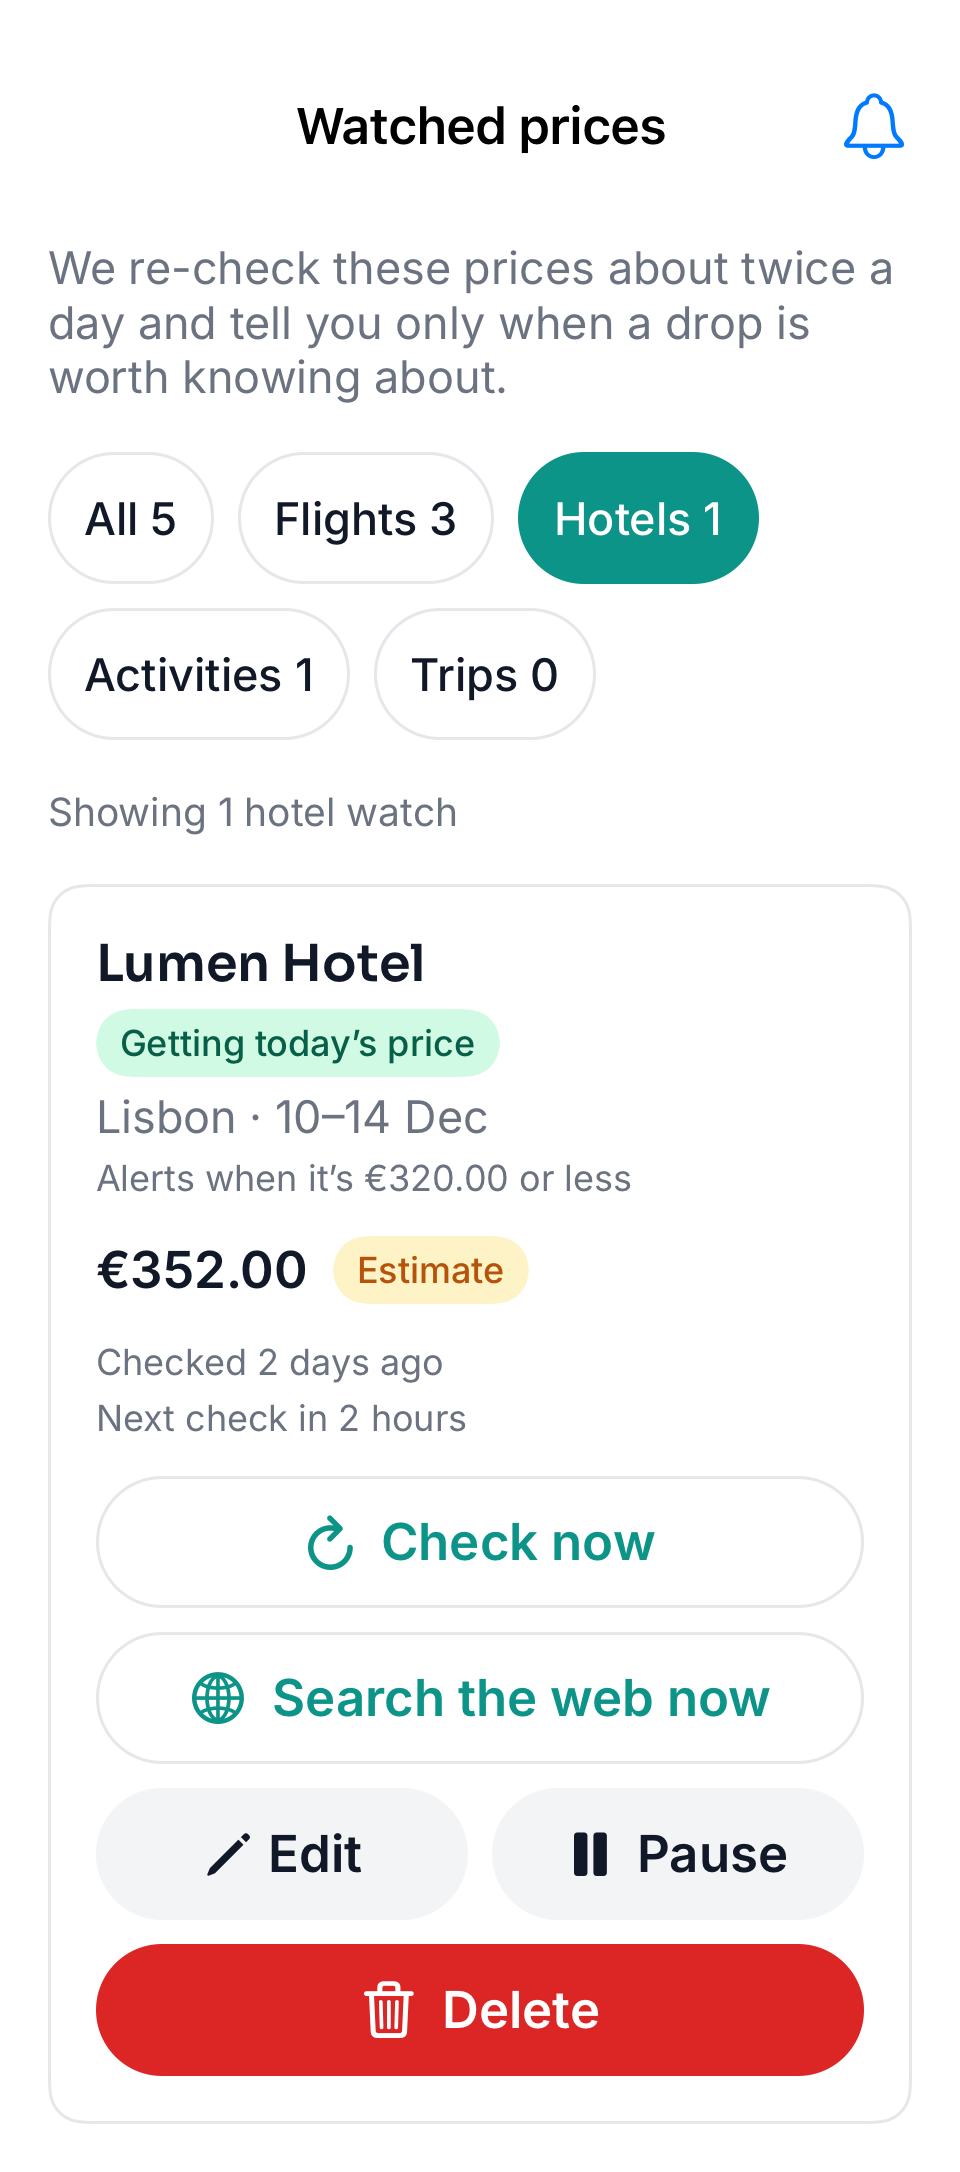 Watched prices
We re-check these prices about twice a
day and tell you only when a drop is
worth knowing about.
All 5
Flights 3
Hotels 1
Activities 1
Trips 0
Showing 1 hotel watch
Lumen Hotel
Getting today’s price
Lisbon · 10–14 Dec
Alerts when it’s €320.00 or less
€352.00
Estimate
Checked 2 days ago
Next check in 2 hours
Check now
Search the web now
Edit
Pause
Delete